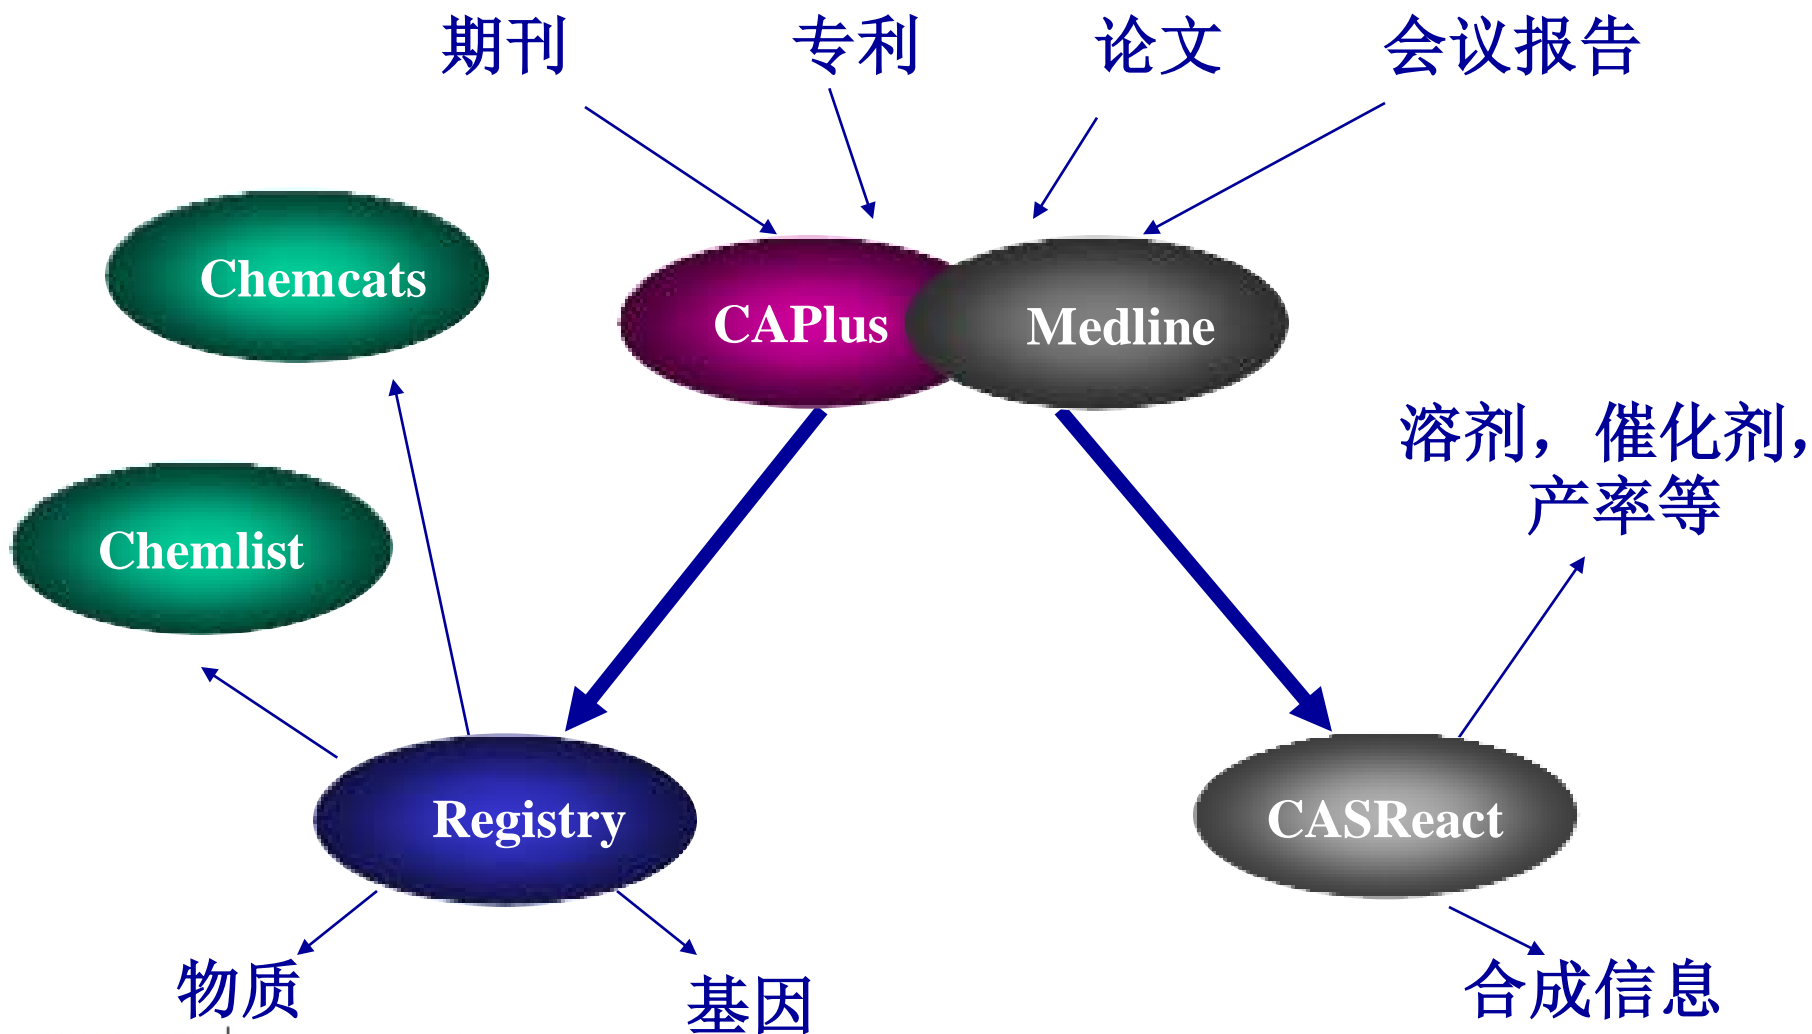 期刊
专利
论文
会议报告
Chemcats
CAPlus
Medline
溶剂，催化剂，
产率等
Chemlist
Registry
CASReact
物质
基因
合成信息